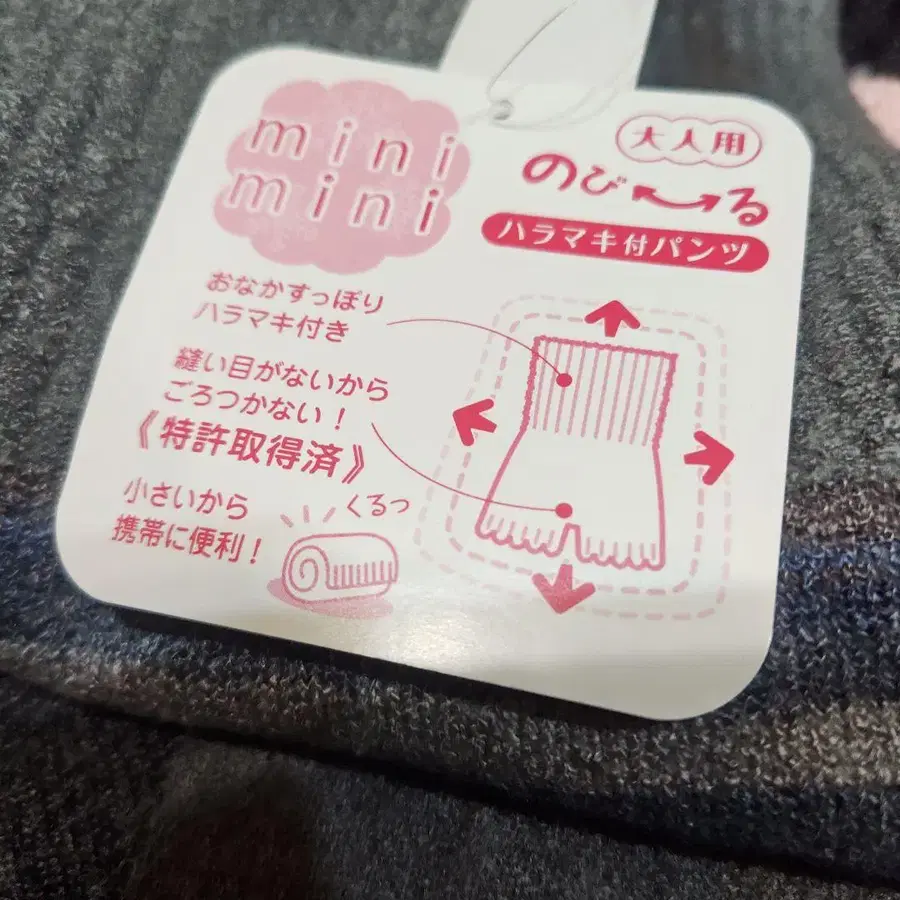 mini
mini
大人用
のび〜る
ハラマキ付パンツ
おなかすっぽり
ハラマキ付き
縫い目がないから
ごろつかない！
《特許取得済》
小さいから
携帯に便利！
くるっ